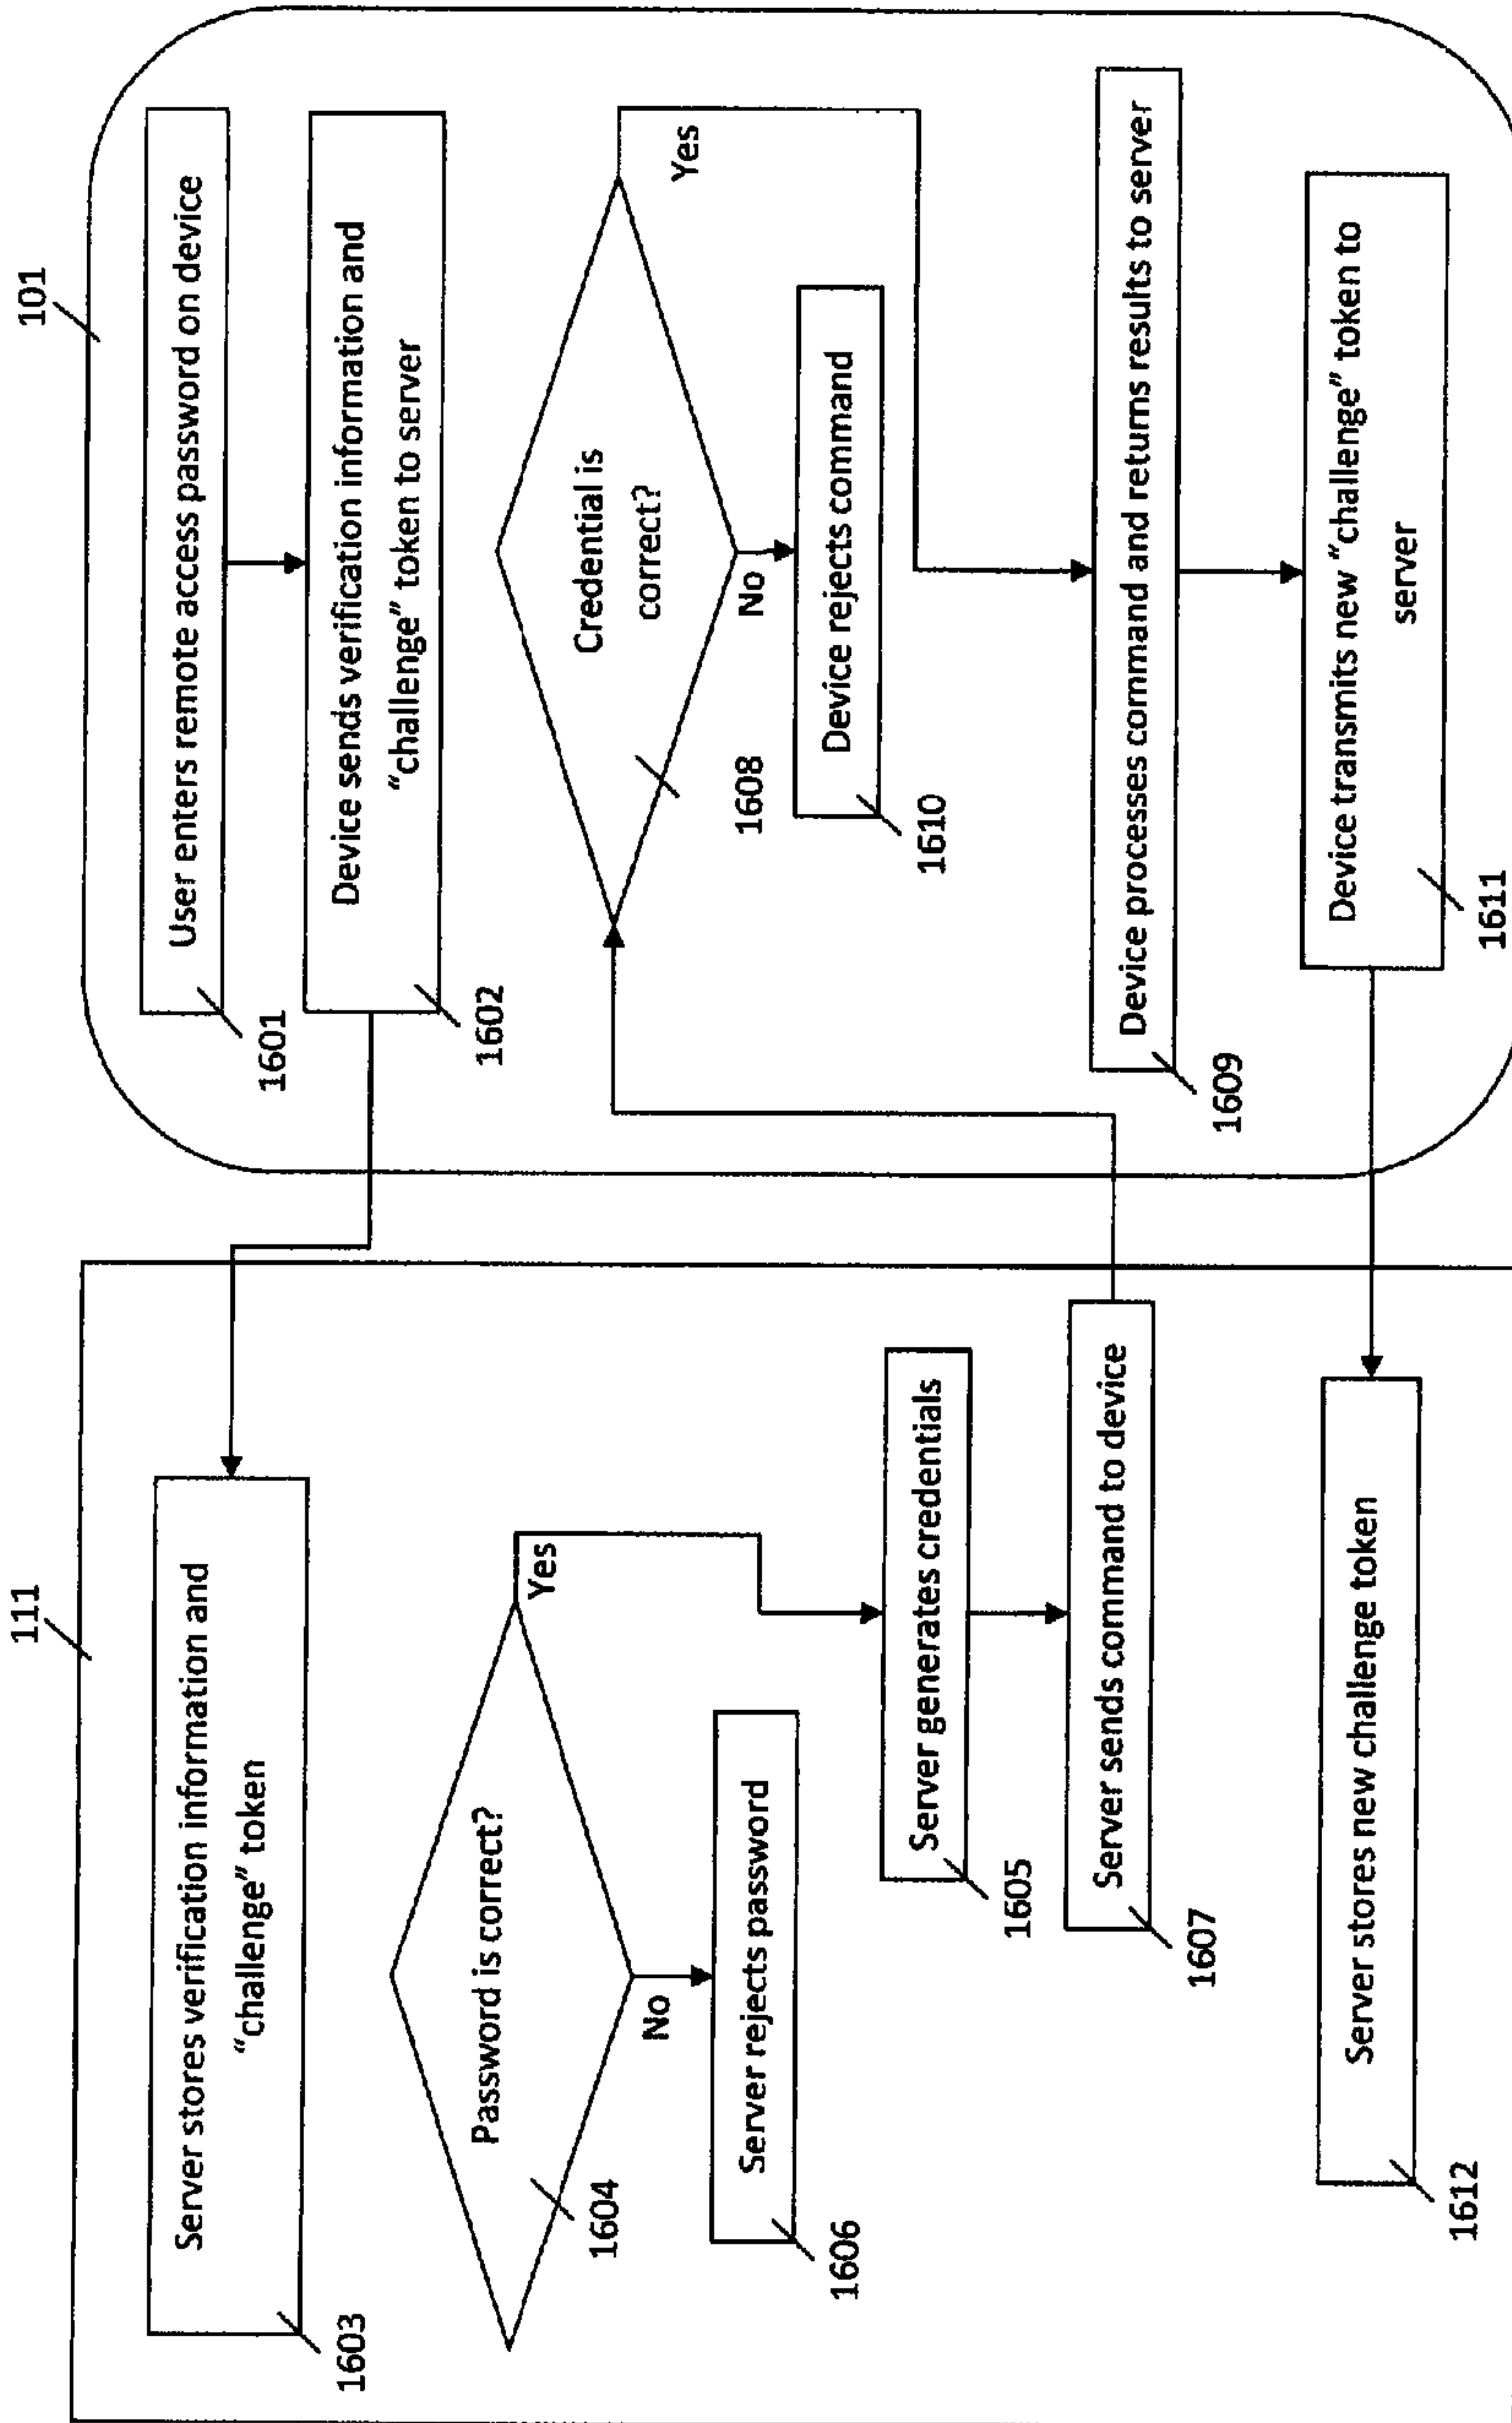 111
Server stores verification information and
“challenge” token
1603
Password is correct?
Yes
No
1604
Server rejects password
1606
Server generates credentials
1605
Server sends command to device
1607
Server stores new challenge token
1612
101
User enters remote access password on device
1601
Device sends verification information and
“challenge” token to server
1602
Credential is
correct?
Yes
No
1608
Device rejects command
1610
Device processes command and returns results to server
1609
Device transmits new “challenge” token to
server
1611